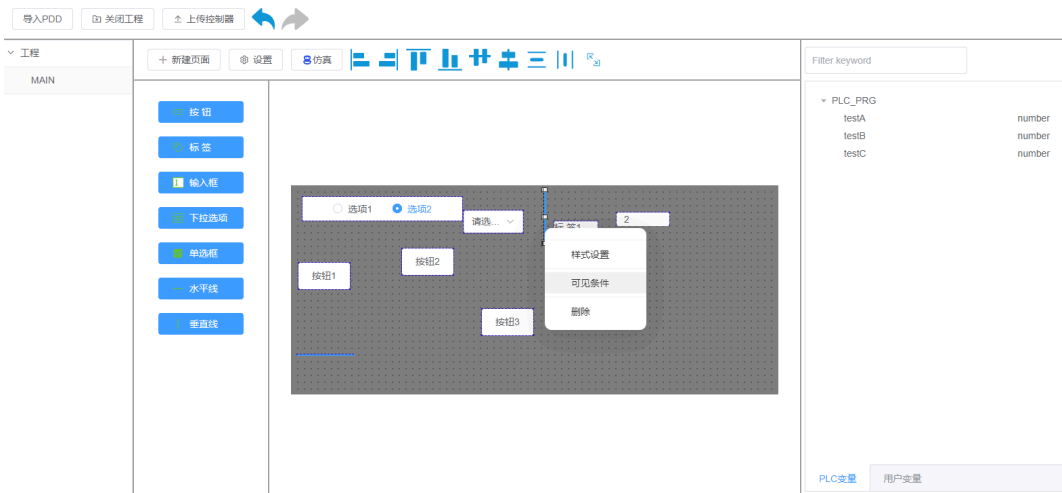 导入PDD 关闭工程 上传控制器
工程
MAIN
新建页面 设置 仿真
按 钮
标 签
输入框
下拉选项
单选框
水平线
垂直线
选项1 选项2
请选...
标 签1
2
按钮2
按钮1
按钮3
样式设置
可见条件
删除
Filter keyword
PLC_PRG
testA number
testB number
testC number
PLC变量 用户变量